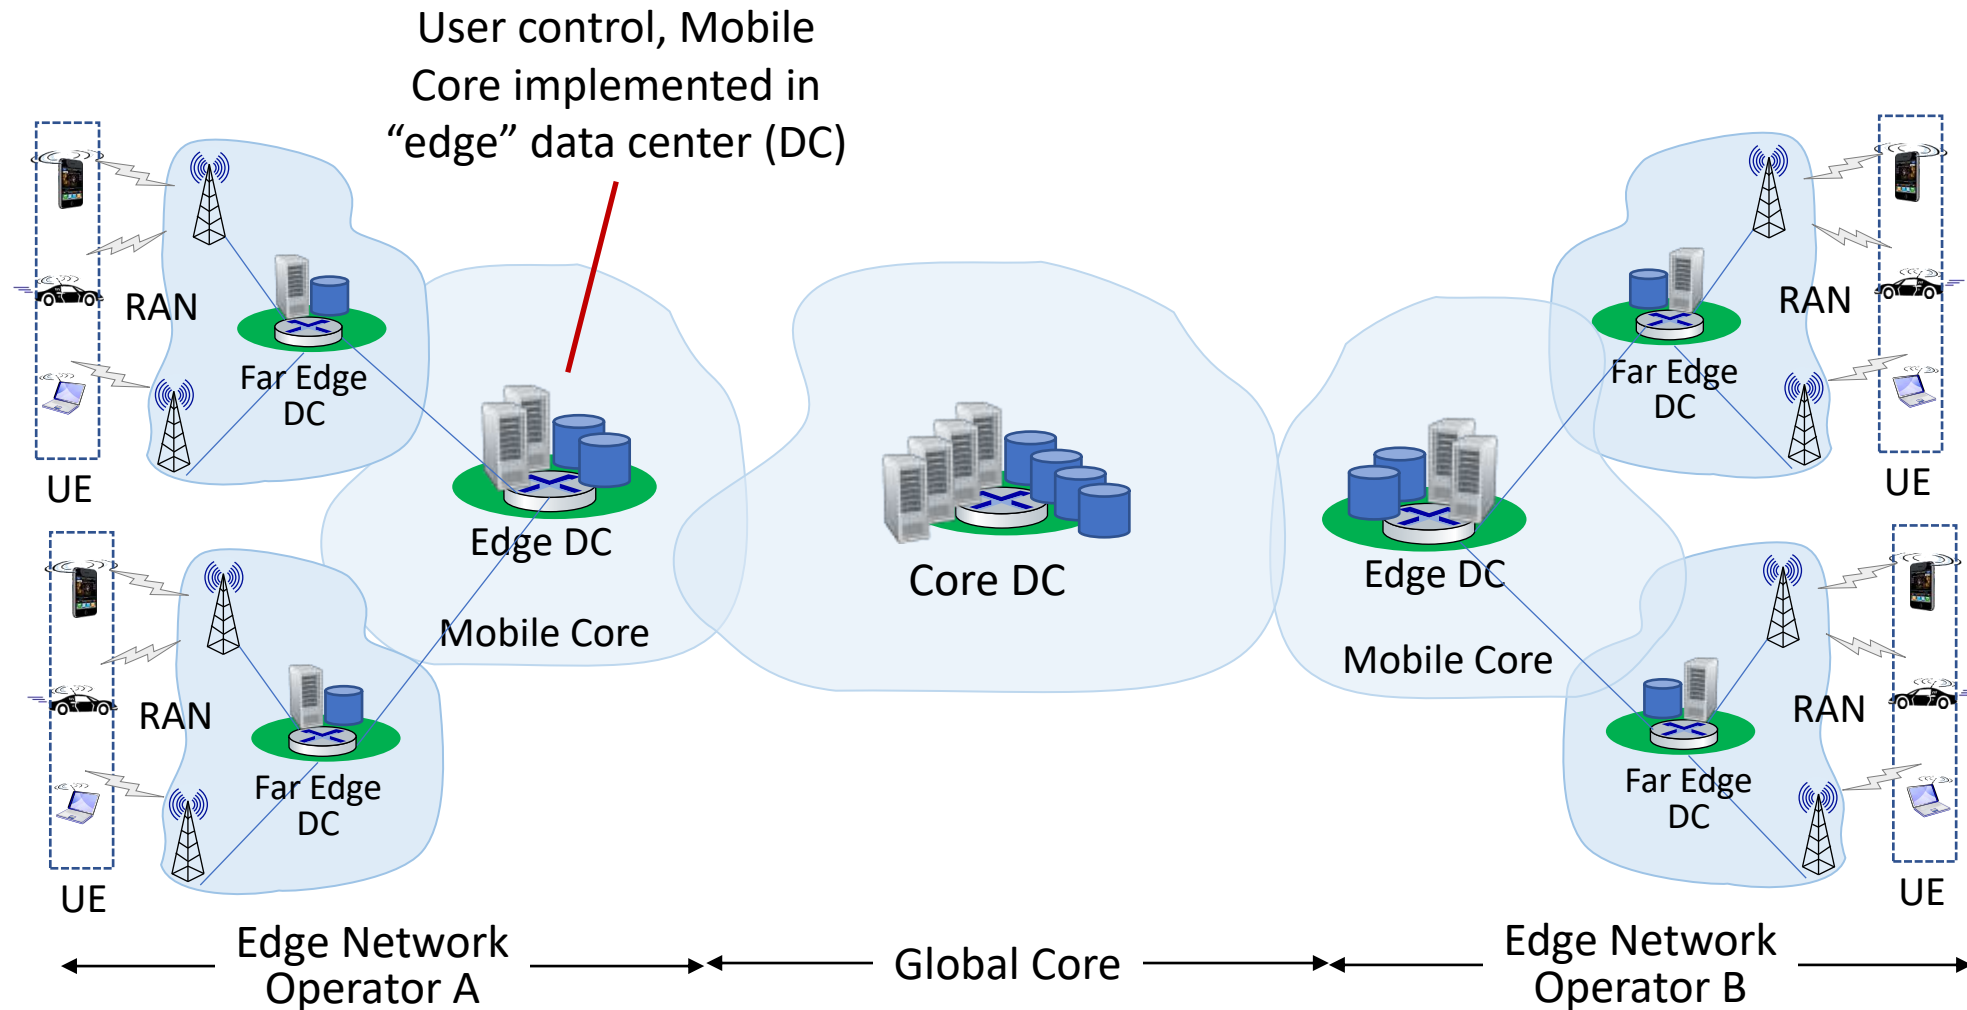 User control, Mobile
Core implemented in
“edge” data center (DC)
RAN
Far Edge
DC
UE
Edge DC
Mobile Core
RAN
Far Edge
DC
UE
Core DC
Edge DC
Mobile Core
RAN
Far Edge
DC
UE
RAN
Far Edge
DC
UE
Edge Network
Operator A
Global Core
Edge Network
Operator B